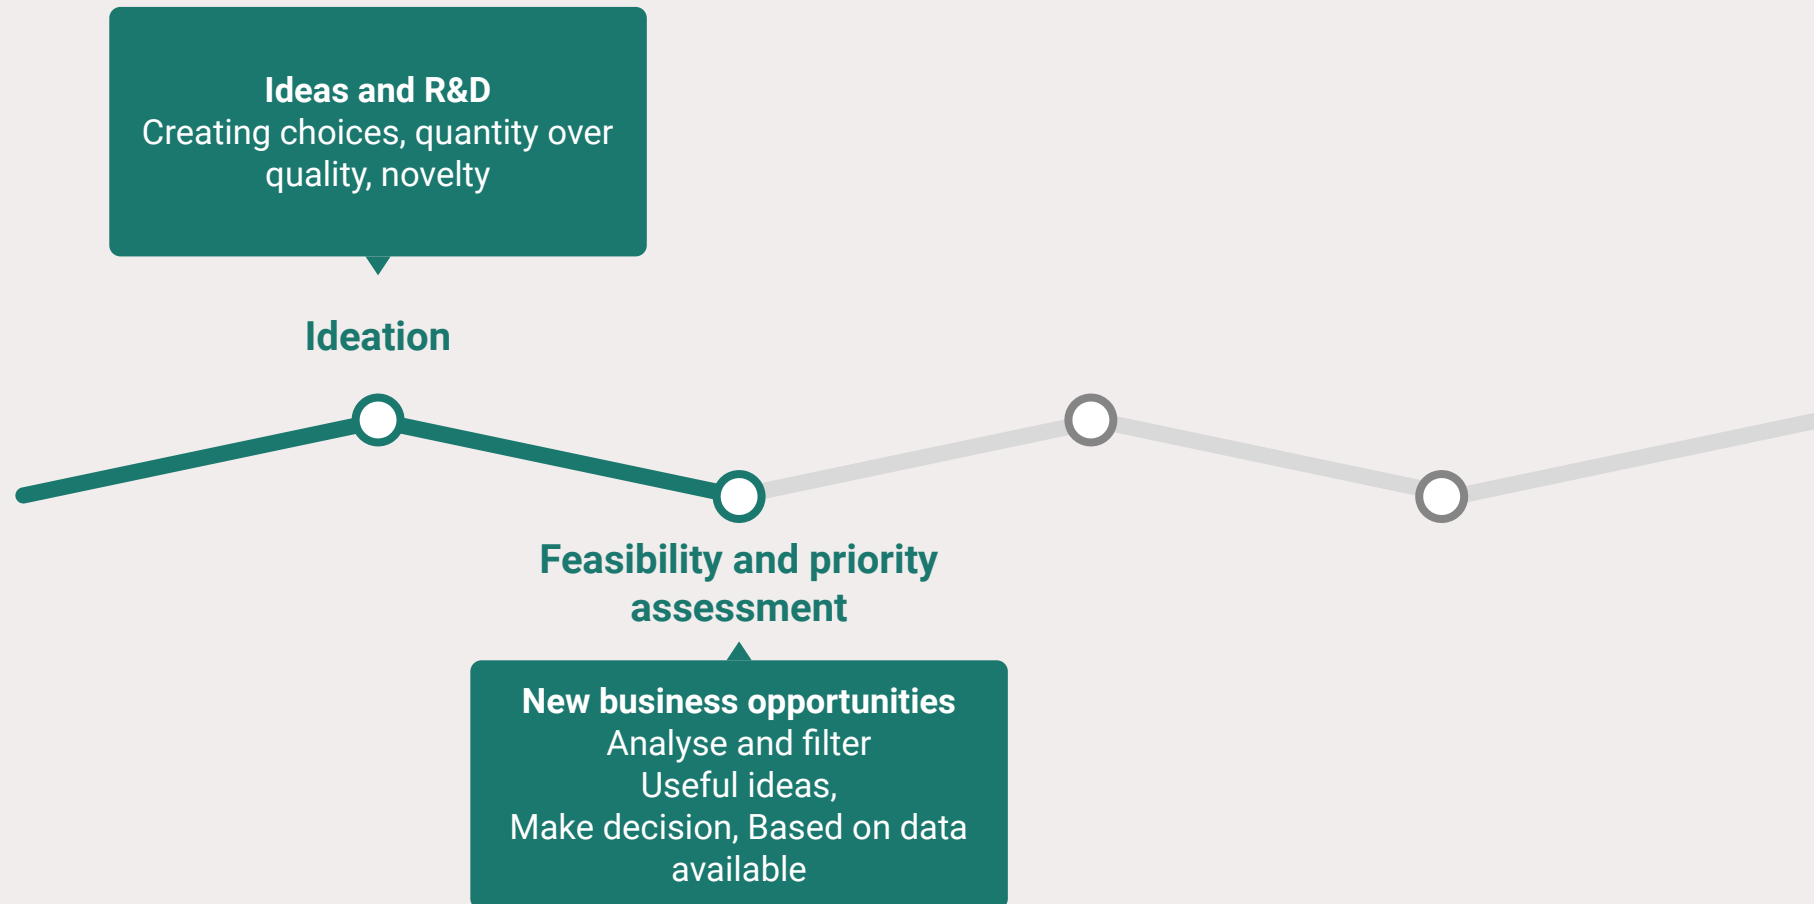 Ideas and R&D
Creating choices, quantity over
quality, novelty
Ideation
Feasibility and priority
assessment
New business opportunities
Analyse and filter
Useful ideas,
Make decision, Based on data
available